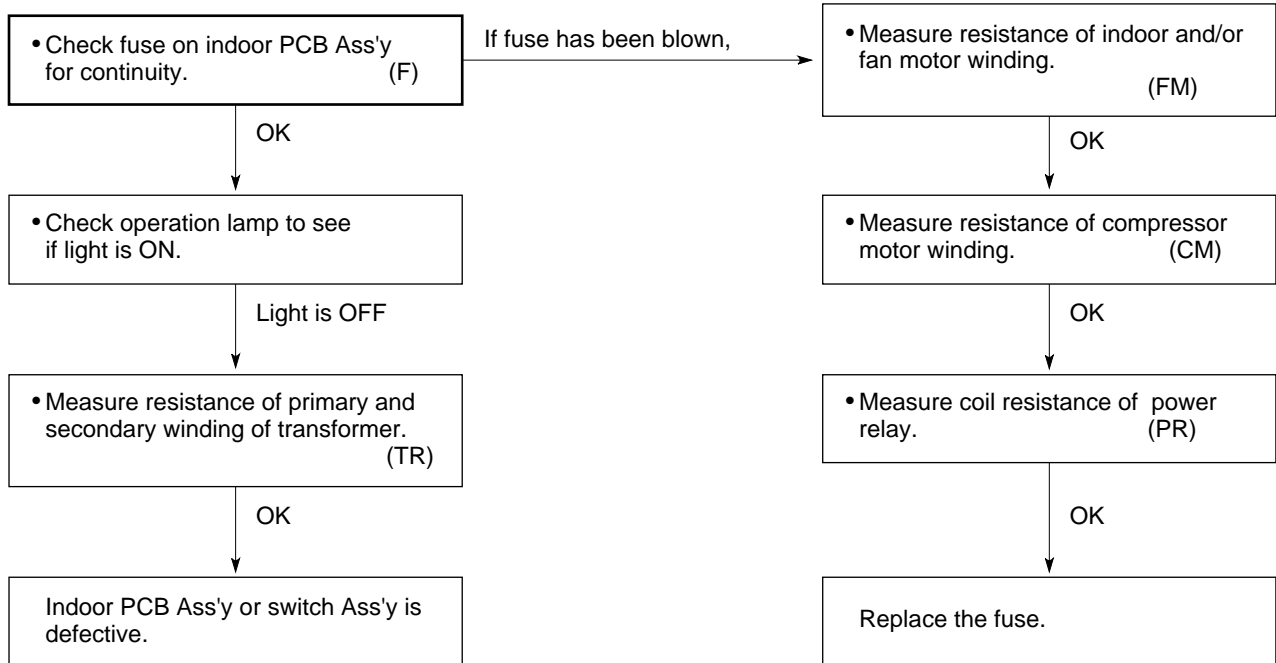 • Check fuse on indoor PCB Ass'y
for continuity. (F)
If fuse has been blown,
• Measure resistance of indoor and/or
fan motor winding.
(FM)
OK
OK
• Check operation lamp to see
if light is ON.
• Measure resistance of compressor
motor winding. (CM)
Light is OFF
OK
• Measure resistance of primary and
secondary winding of transformer.
(TR)
• Measure coil resistance of power
relay. (PR)
OK
OK
Indoor PCB Ass'y or switch Ass'y is
defective.
Replace the fuse.